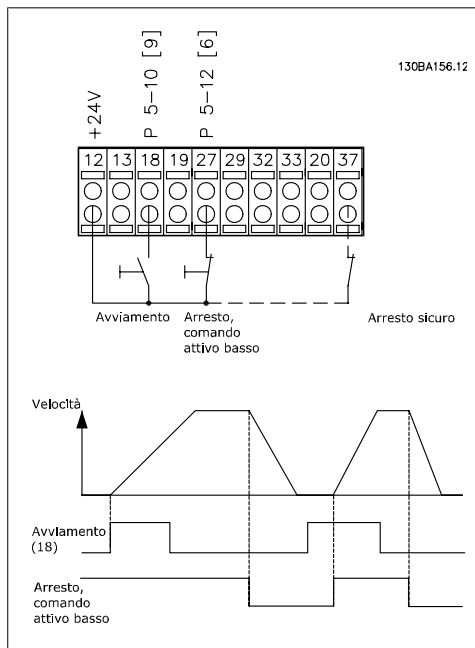 130BA156.12
+24V
P 5-10 [9]
P 5-12 [6]
12 13 18 19 27 29 32 33 20 37
Avviamento
Arresto,
comando
attivo basso
Arresto sicuro
Velocità
Avviamento
(18)
Arresto,
comando
attivo basso